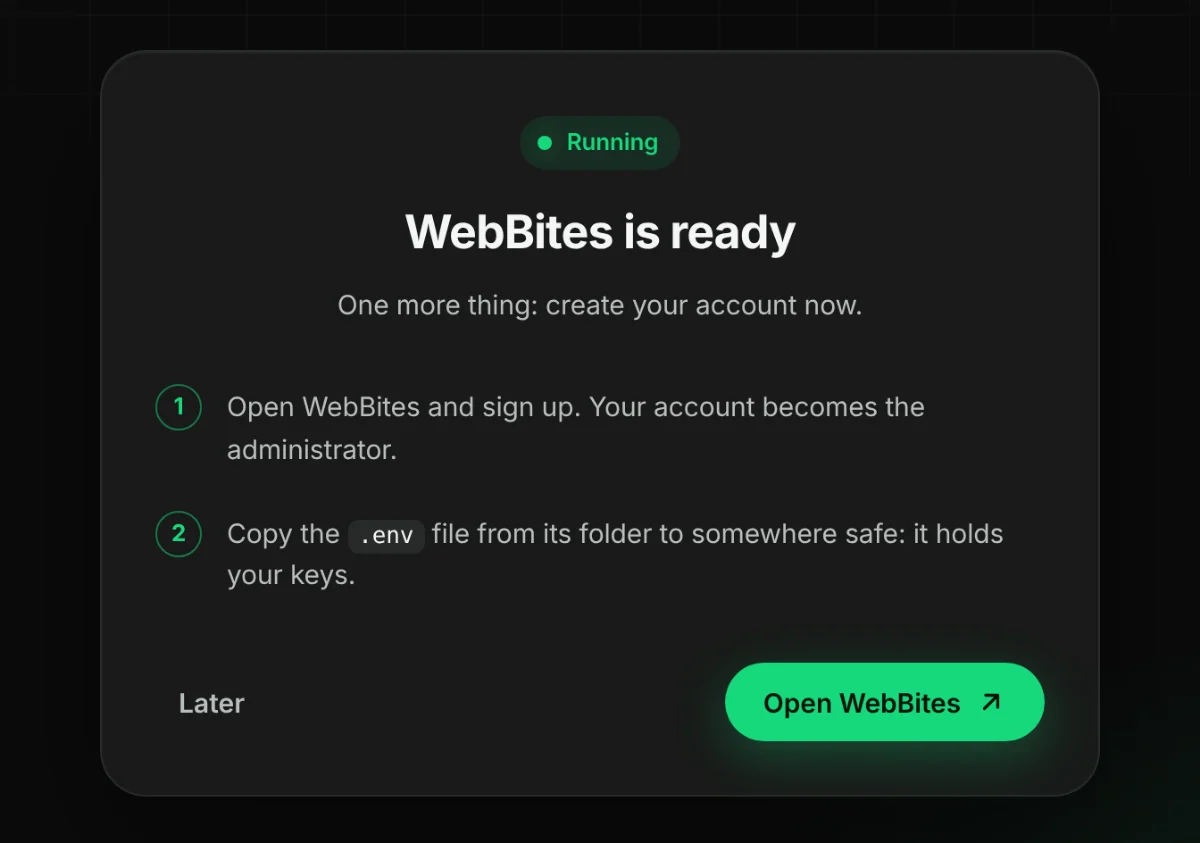 Running
WebBites is ready
One more thing: create your account now.
1 Open WebBites and sign up. Your account becomes the
administrator.
2 Copy the .env file from its folder to somewhere safe: it holds
your keys.
Later
Open WebBites ↗